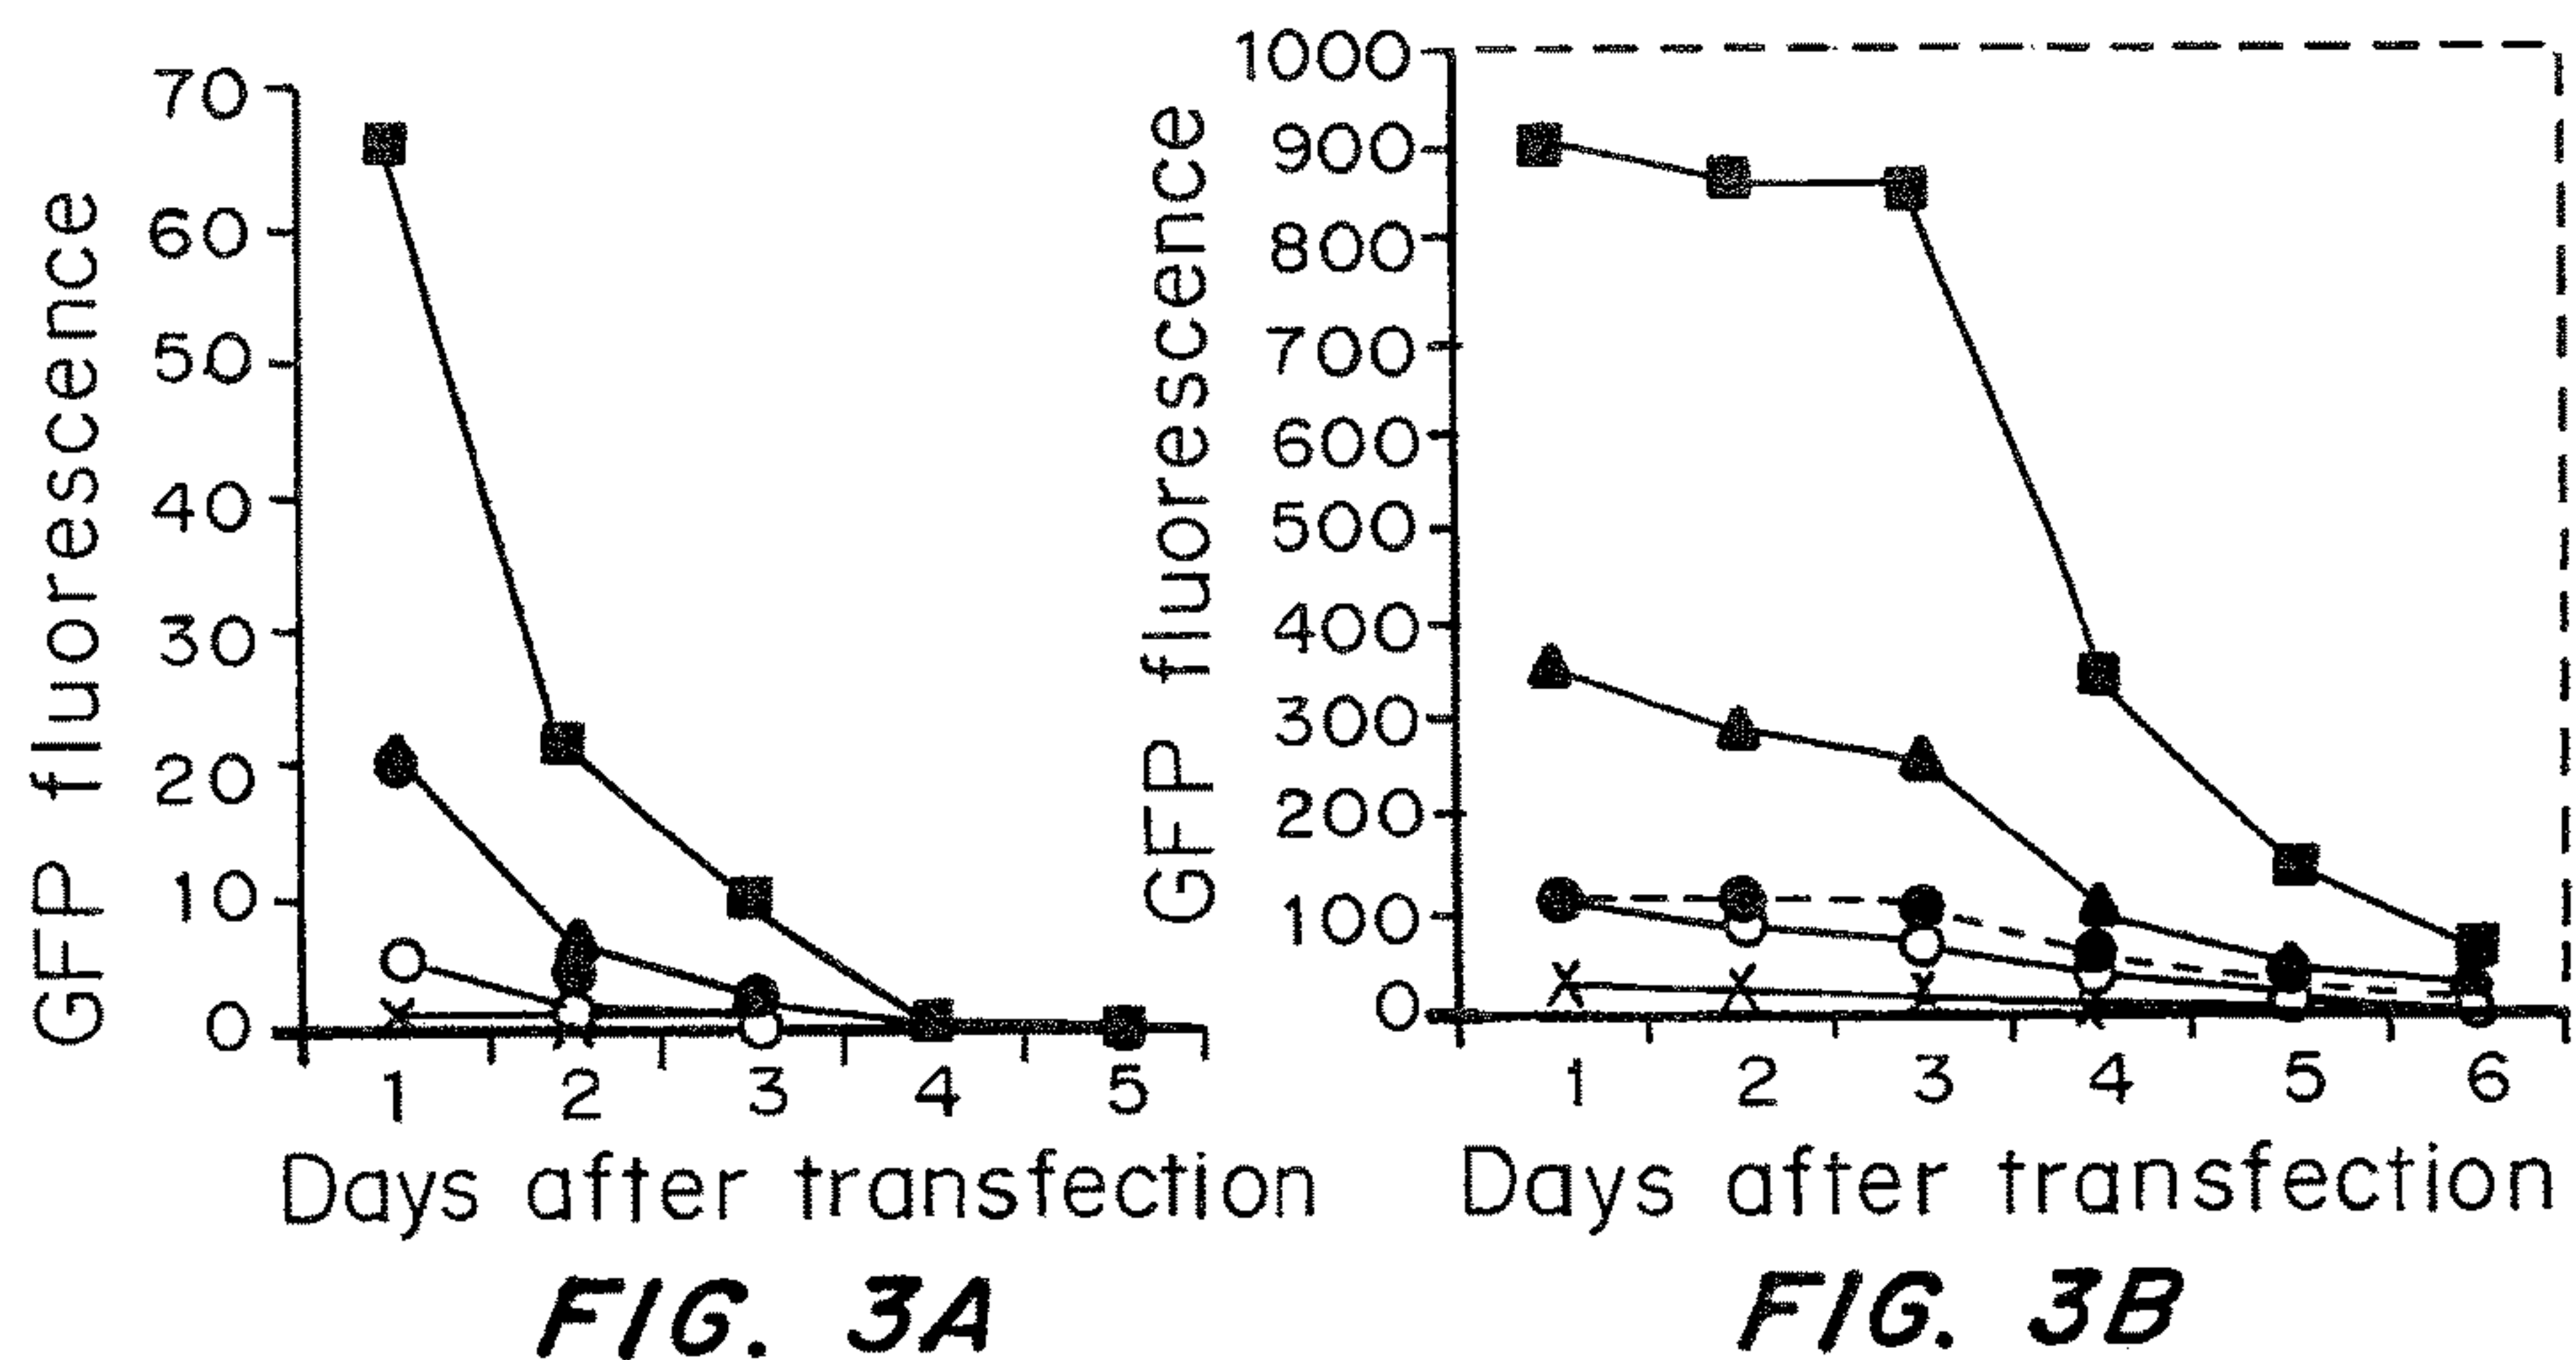 GFP fluorescence
70
60
50
40
30
20
10
0
1 2 3 4 5
Days after transfection
FIG. 3A
GFP fluorescence
1000
900
800
700
600
500
400
300
200
100
0
1 2 3 4 5 6
Days after transfection
FIG. 3B